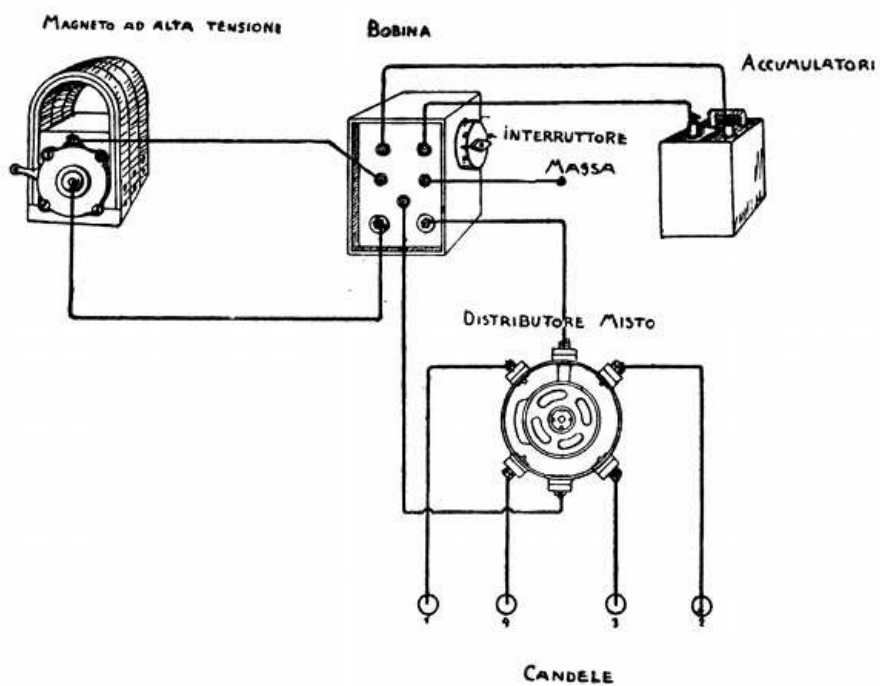 MAGNETO AD ALTA TENSIONE
BOBINA
ACCUMULATORI
INTERRUTTORE
MASSA
DISTRIBUTORE MISTO
1 4 3 2
CANDELE